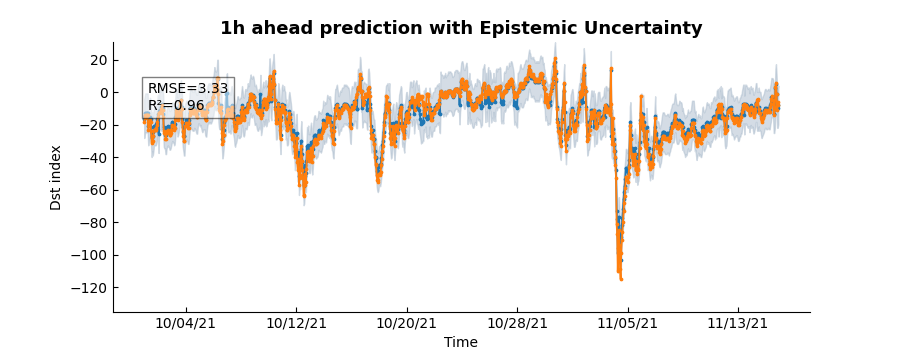 1h ahead prediction with Epistemic Uncertainty
20
0
−20
−40
−60
−80
−100
−120
RMSE=3.33
R²=0.96
Dst index
10/04/21
10/12/21
10/20/21
10/28/21
11/05/21
11/13/21
Time